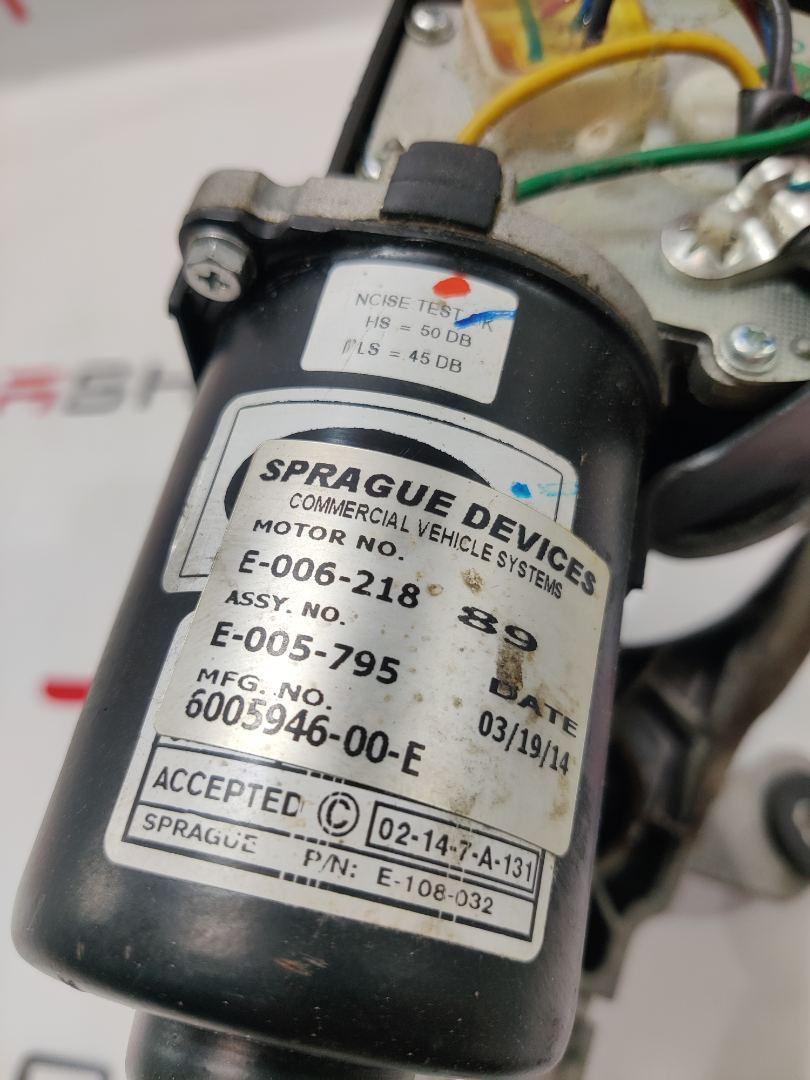 NCISE TEST OK
HS = 50 DB
LS = 45 DB
SPRAGUE DEVICES
COMMERCIAL VEHICLE SYSTEMS
MOTOR NO.
E-006-218 89
ASSY. NO.
E-005-795
DATE
MFG. NO.
03/19/14
6005946-00-E
ACCEPTED © 02-14-7-A-131
SPRAGUE P/N: E-108-032